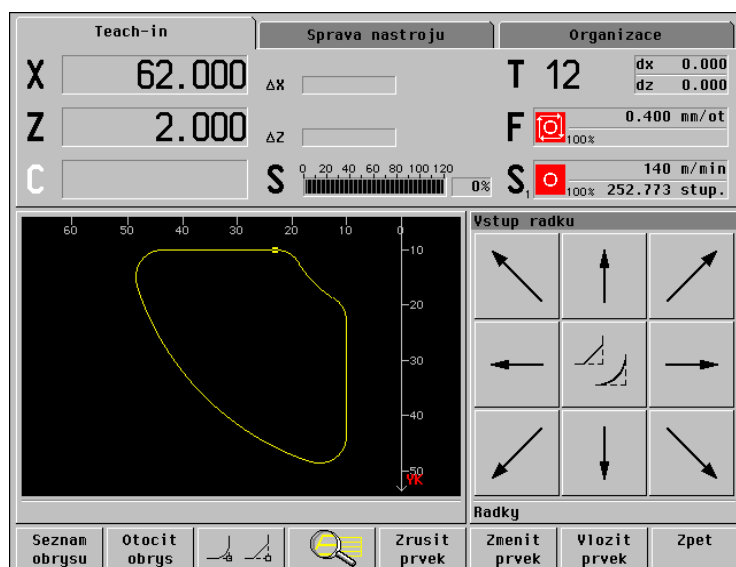 Teach-in
Sprava nastroju
Organizace
X 62.000 ΔX
T 12 dx 0.000
dz 0.000
Z 2.000 ΔZ
F 100% 0.400 mm/ot
C
S 0 20 40 60 80 100 120 0%
S1 100% 140 m/min
252.773 stup.
60 50 40 30 20 10 0
-10
-20
-30
-40
-50
YK
Vstup radku
Radky
Seznam obrysu
Otocit obrys
Zrusit prvek
Zmenit prvek
Vlozit prvek
Zpet